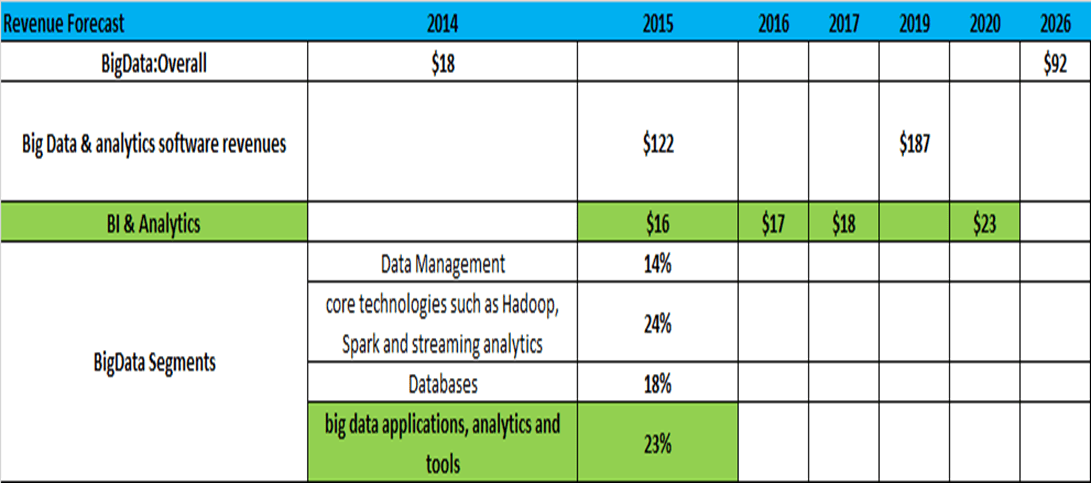 Revenue Forecast 2014 2015 2016 2017 2019 2020 2026
BigData:Overall $18 $92
Big Data & analytics software revenues $122 $187
BI & Analytics $16 $17 $18 $23
BigData Segments
Data Management 14%
core technologies such as Hadoop,
Spark and streaming analytics
24%
Databases 18%
big data applications, analytics and
tools
23%